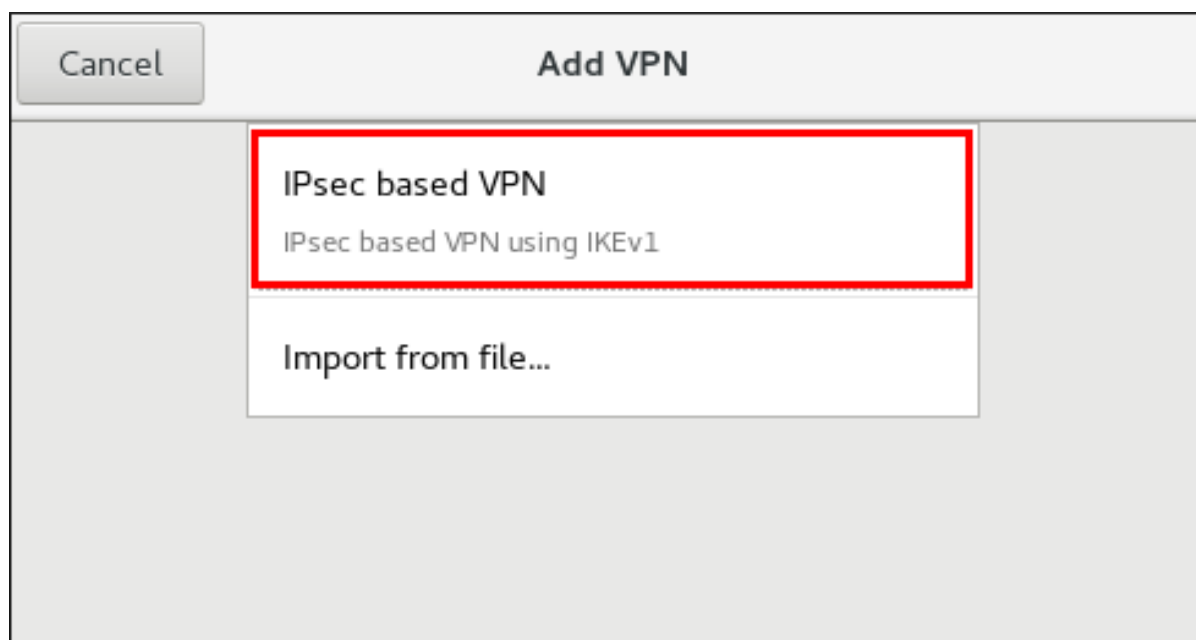 Cancel
Add VPN
IPsec based VPN
IPsec based VPN using IKEv1
Import from file...